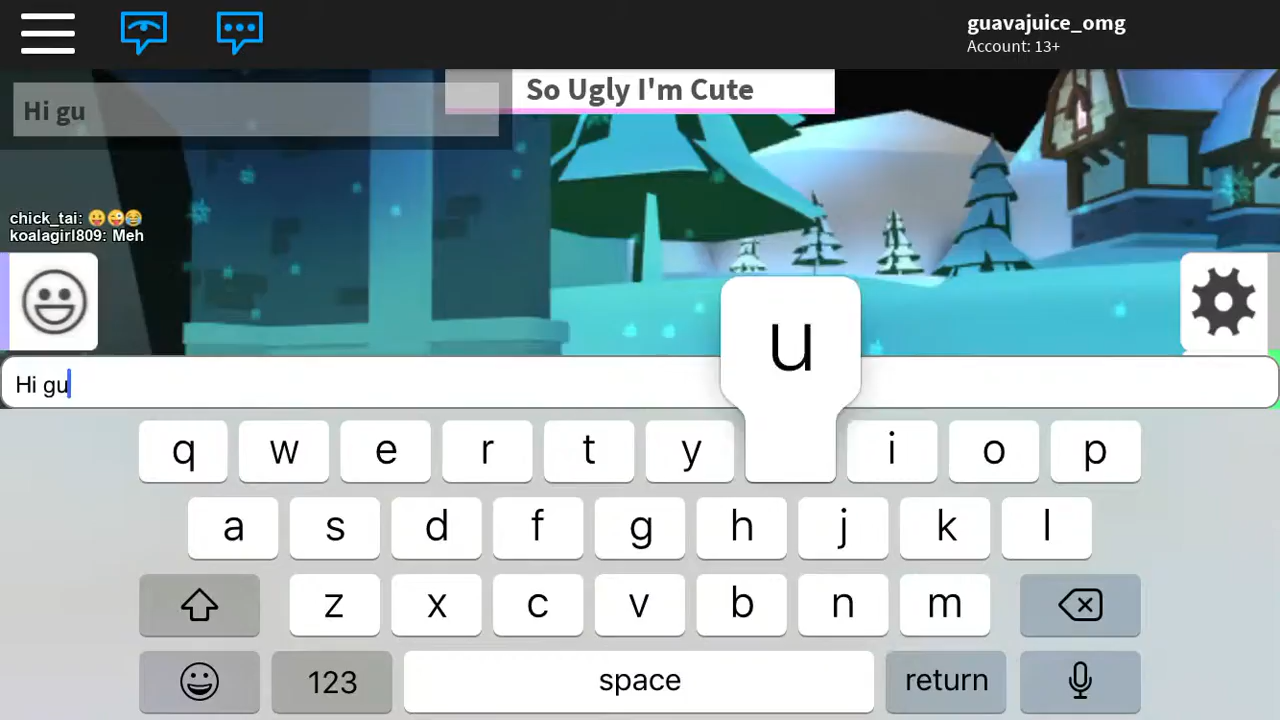 guavajuice_omg
Account: 13+
So Ugly I'm Cute
Hi gu
chick_tai: 😛😜😂
koalagirl809: Meh
u
Hi gu
q w e r t y i o p
a s d f g h j k l
z x c v b n m
123 space return